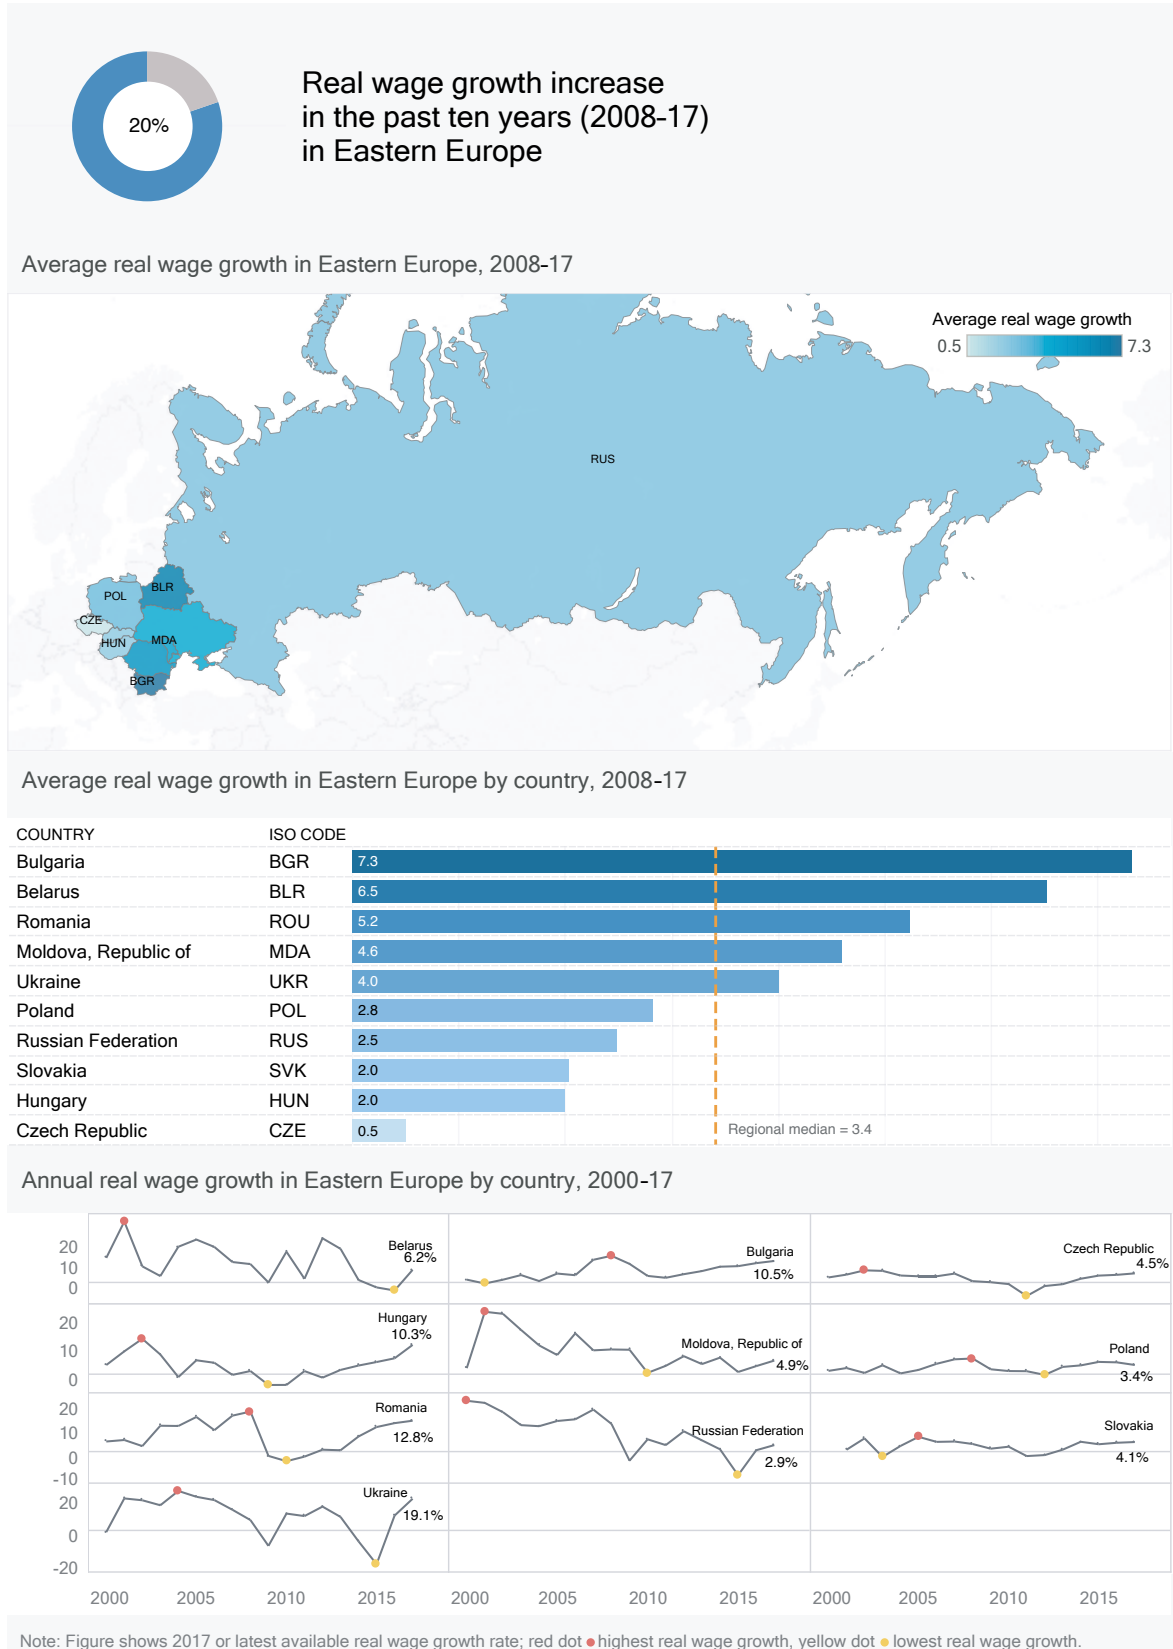 20%
Real wage growth increase
in the past ten years (2008-17)
in Eastern Europe
Average real wage growth in Eastern Europe, 2008-17
Average real wage growth
0.5 7.3
RUS
BLR
POL
CZE
HUN
MDA
BGR
Average real wage growth in Eastern Europe by country, 2008-17
COUNTRY ISO CODE
Bulgaria BGR 7.3
Belarus BLR 6.5
Romania ROU 5.2
Moldova, Republic of MDA 4.6
Ukraine UKR 4.0
Poland POL 2.8
Russian Federation RUS 2.5
Slovakia SVK 2.0
Hungary HUN 2.0
Czech Republic CZE 0.5
Regional median = 3.4
Annual real wage growth in Eastern Europe by country, 2000-17
20
10
0
Belarus
6.2%
Bulgaria
10.5%
Czech Republic
4.5%
20
10
0
Hungary
10.3%
Moldova, Republic of
4.9%
Poland
3.4%
20
10
0
-10
Romania
12.8%
Russian Federation
2.9%
Slovakia
4.1%
20
0
-20
Ukraine
19.1%
2000 2005 2010 2015 2000 2005 2010 2015 2000 2005 2010 2015
Note: Figure shows 2017 or latest available real wage growth rate; red dot highest real wage growth, yellow dot lowest real wage growth.